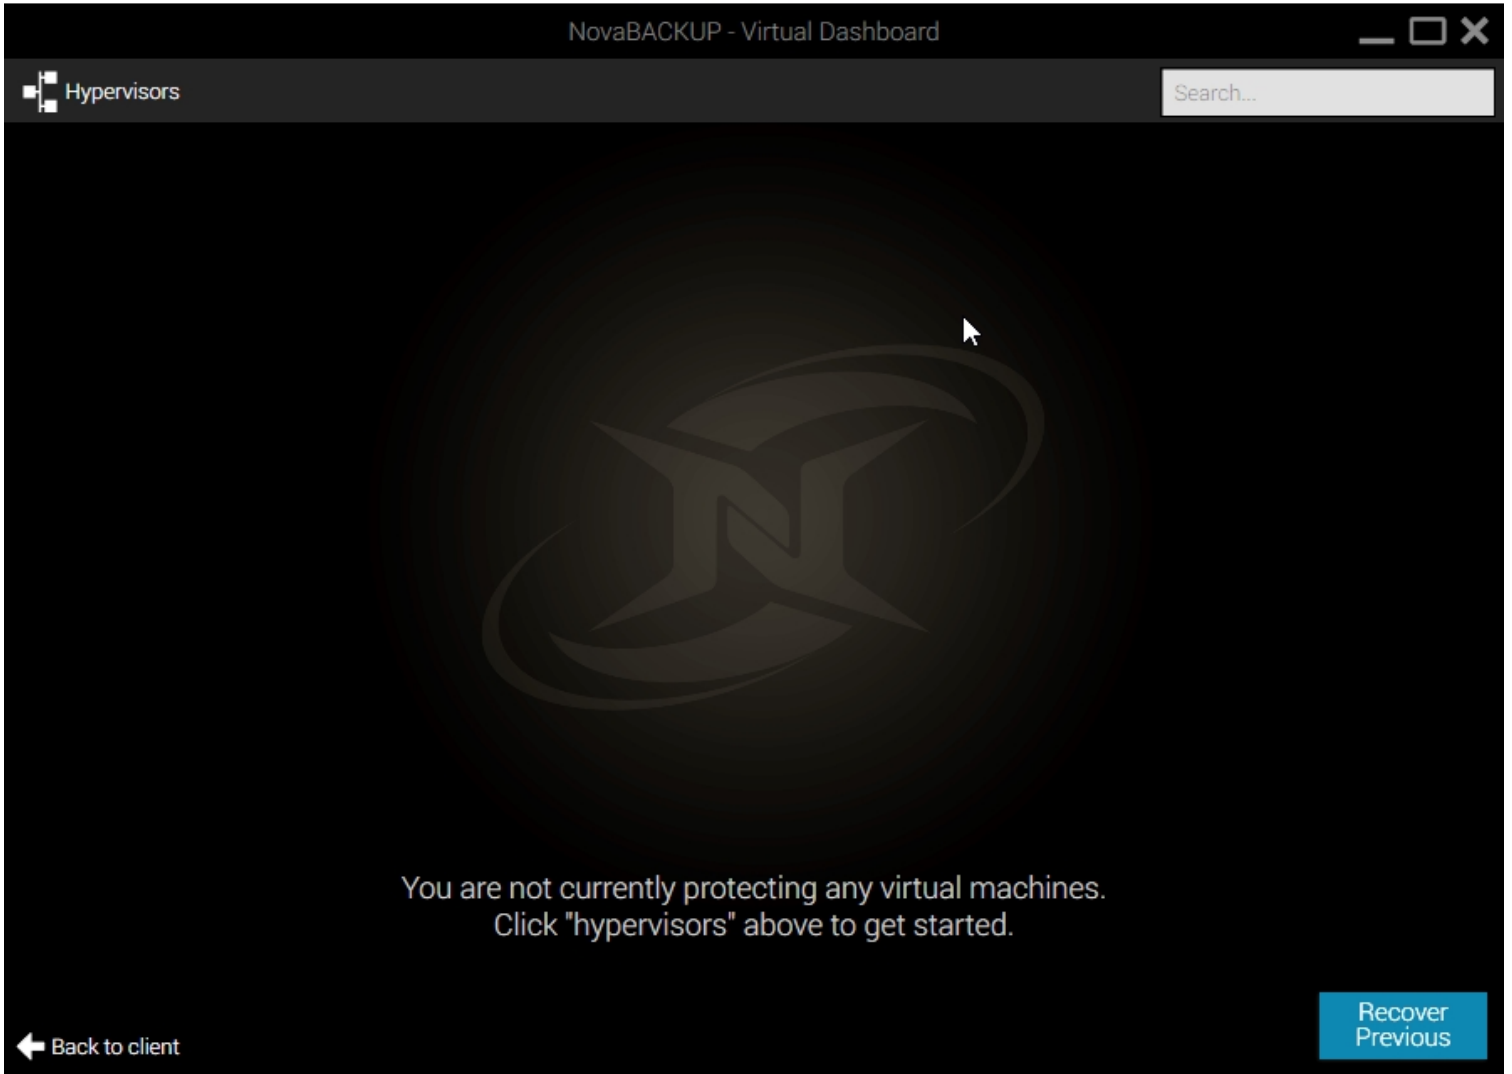 NovaBACKUP - Virtual Dashboard
Hypervisors
Search...
You are not currently protecting any virtual machines.
Click "hypervisors" above to get started.
Back to client
Recover
Previous